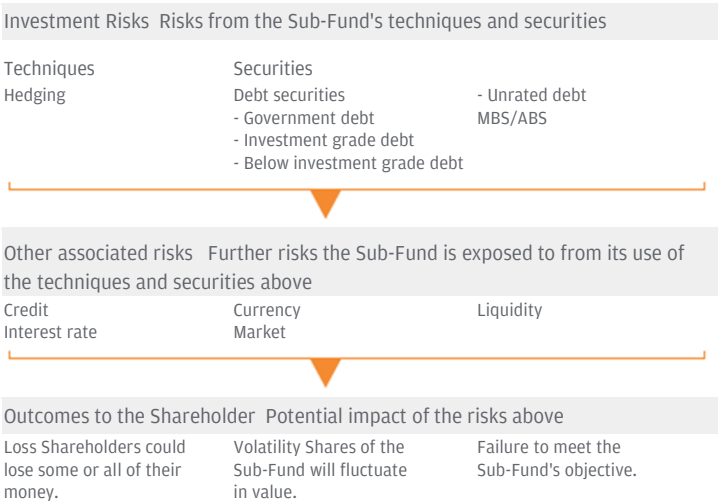 Investment Risks Risks from the Sub-Fund's techniques and securities
Techniques
Hedging
Securities
Debt securities
- Government debt
- Investment grade debt
- Below investment grade debt
- Unrated debt
MBS/ABS
Other associated risks Further risks the Sub-Fund is exposed to from its use of
the techniques and securities above
Credit
Interest rate
Currency
Market
Liquidity
Outcomes to the Shareholder Potential impact of the risks above
Loss Shareholders could
lose some or all of their
money.
Volatility Shares of the
Sub-Fund will fluctuate
in value.
Failure to meet the
Sub-Fund's objective.